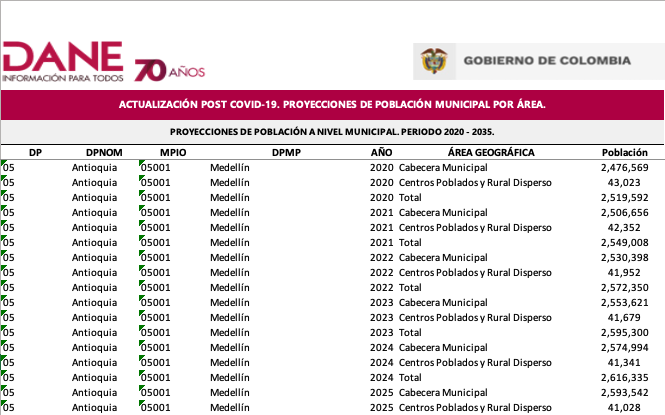 DANE
INFORMACIÓN PARA TODOS
70 AÑOS
GOBIERNO DE COLOMBIA
ACTUALIZACIÓN POST COVID-19. PROYECCIONES DE POBLACIÓN MUNICIPAL POR ÁREA.
PROYECCIONES DE POBLACIÓN A NIVEL MUNICIPAL. PERIODO 2020 - 2035.
DP DPNOM MPIO DPMP AÑO ÁREA GEOGRÁFICA Población
05 Antioquia 05001 Medellín 2020 Cabecera Municipal 2,476,569
05 Antioquia 05001 Medellín 2020 Centros Poblados y Rural Disperso 43,023
05 Antioquia 05001 Medellín 2020 Total 2,519,592
05 Antioquia 05001 Medellín 2021 Cabecera Municipal 2,506,656
05 Antioquia 05001 Medellín 2021 Centros Poblados y Rural Disperso 42,352
05 Antioquia 05001 Medellín 2021 Total 2,549,008
05 Antioquia 05001 Medellín 2022 Cabecera Municipal 2,530,398
05 Antioquia 05001 Medellín 2022 Centros Poblados y Rural Disperso 41,952
05 Antioquia 05001 Medellín 2022 Total 2,572,350
05 Antioquia 05001 Medellín 2023 Cabecera Municipal 2,553,621
05 Antioquia 05001 Medellín 2023 Centros Poblados y Rural Disperso 41,679
05 Antioquia 05001 Medellín 2023 Total 2,595,300
05 Antioquia 05001 Medellín 2024 Cabecera Municipal 2,574,994
05 Antioquia 05001 Medellín 2024 Centros Poblados y Rural Disperso 41,341
05 Antioquia 05001 Medellín 2024 Total 2,616,335
05 Antioquia 05001 Medellín 2025 Cabecera Municipal 2,593,542
05 Antioquia 05001 Medellín 2025 Centros Poblados y Rural Disperso 41,028